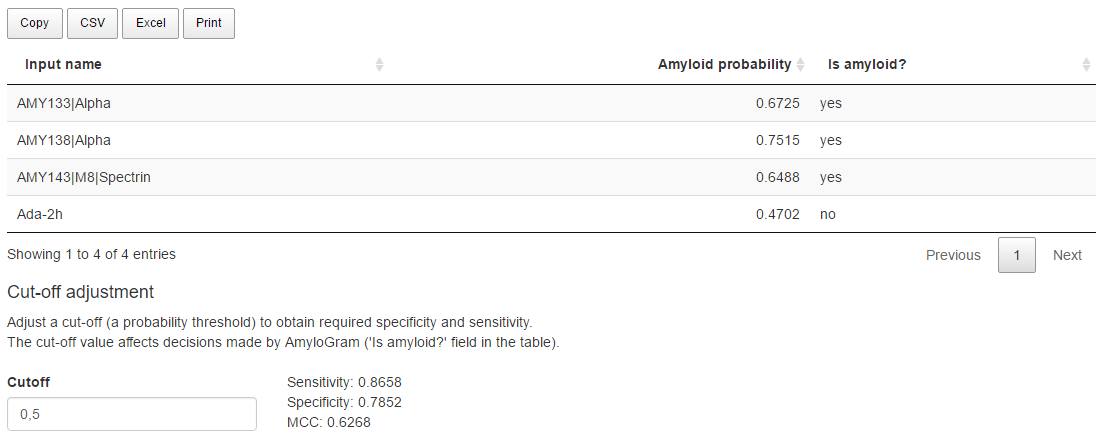 Copy CSV Excel Print
Input name Amyloid probability Is amyloid?
AMY133|Alpha 0.6725 yes
AMY138|Alpha 0.7515 yes
AMY143|M8|Spectrin 0.6488 yes
Ada-2h 0.4702 no
Showing 1 to 4 of 4 entries Previous 1 Next
Cut-off adjustment
Adjust a cut-off (a probability threshold) to obtain required specificity and sensitivity.
The cut-off value affects decisions made by AmyloGram ('Is amyloid?' field in the table).
Cutoff Sensitivity: 0.8658
0,5 Specificity: 0.7852
MCC: 0.6268